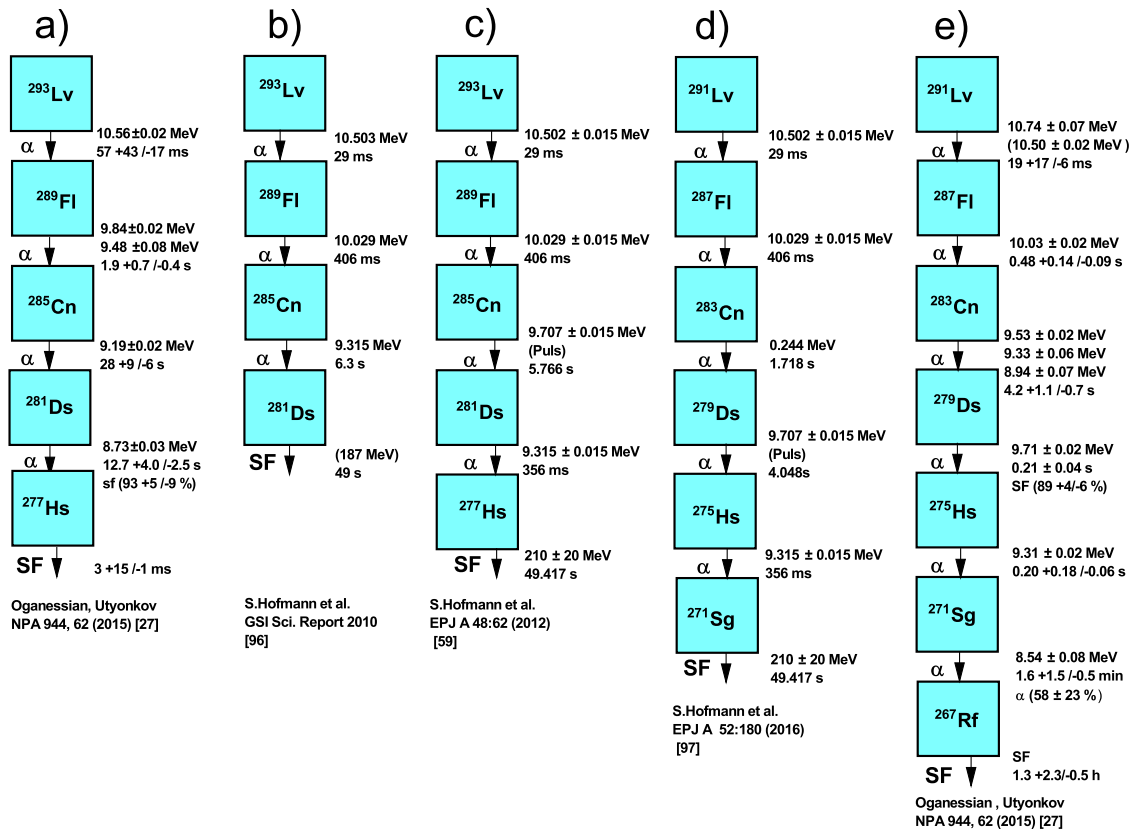 a)
²⁹³Lv
α
10.56±0.02 MeV
57 +43 /-17 ms
²⁸⁹Fl
α
9.84±0.02 MeV
9.48 ±0.08 MeV
1.9 +0.7 /-0.4 s
²⁸⁵Cn
α
9.19±0.02 MeV
28 +9 /-6 s
²⁸¹Ds
α
8.73±0.03 MeV
12.7 +4.0 /-2.5 s
sf (93 +5 /-9 %)
²⁷⁷Hs
SF
3 +15 /-1 ms
Oganessian, Utyonkov
NPA 944, 62 (2015) [27]
b)
²⁹³Lv
α
10.503 MeV
29 ms
²⁸⁹Fl
α
10.029 MeV
406 ms
²⁸⁵Cn
α
9.315 MeV
6.3 s
²⁸¹Ds
SF
(187 MeV)
49 s
S.Hofmann et al.
GSI Sci. Report 2010
[96]
c)
²⁹³Lv
α
10.502 ± 0.015 MeV
29 ms
²⁸⁹Fl
α
10.029 ± 0.015 MeV
406 ms
²⁸⁵Cn
α
9.707 ± 0.015 MeV
(Puls)
5.766 s
²⁸¹Ds
α
9.315 ± 0.015 MeV
356 ms
²⁷⁷Hs
SF
210 ± 20 MeV
49.417 s
S.Hofmann et al.
EPJ A 48:62 (2012)
[59]
d)
²⁹¹Lv
α
10.502 ± 0.015 MeV
29 ms
²⁸⁷Fl
α
10.029 ± 0.015 MeV
406 ms
²⁸³Cn
α
0.244 MeV
1.718 s
²⁷⁹Ds
α
9.707 ± 0.015 MeV
(Puls)
4.048s
²⁷⁵Hs
α
9.315 ± 0.015 MeV
356 ms
²⁷¹Sg
SF
210 ± 20 MeV
49.417 s
S.Hofmann et al.
EPJ A 52:180 (2016)
[97]
e)
²⁹¹Lv
α
10.74 ± 0.07 MeV
(10.50 ± 0.02 MeV )
19 +17 /-6 ms
²⁸⁷Fl
α
10.03 ± 0.02 MeV
0.48 +0.14 /-0.09 s
²⁸³Cn
α
9.53 ± 0.02 MeV
9.33 ± 0.06 MeV
8.94 ± 0.07 MeV
4.2 +1.1 /-0.7 s
²⁷⁹Ds
α
9.71 ± 0.02 MeV
0.21 ± 0.04 s
SF (89 +4/-6 %)
²⁷⁵Hs
α
9.31 ± 0.02 MeV
0.20 +0.18 /-0.06 s
²⁷¹Sg
α
8.54 ± 0.08 MeV
1.6 +1.5 /-0.5 min
α (58 ± 23 %)
²⁶⁷Rf
SF
SF
1.3 +2.3/-0.5 h
Oganessian , Utyonkov
NPA 944, 62 (2015) [27]